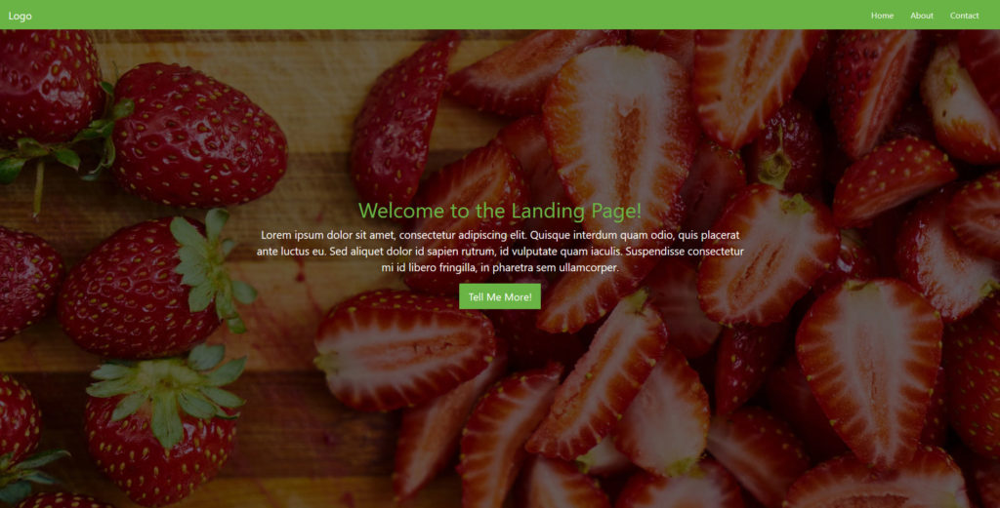 Logo
Home About Contact
Welcome to the Landing Page!
Lorem ipsum dolor sit amet, consectetur adipiscing elit. Quisque interdum quam odio, quis placerat
ante luctus eu. Sed aliquet dolor id sapien rutrum, id vulputate quam iaculis. Suspendisse consectetur
mi id libero fringilla, in pharetra sem ullamcorper.
Tell Me More!